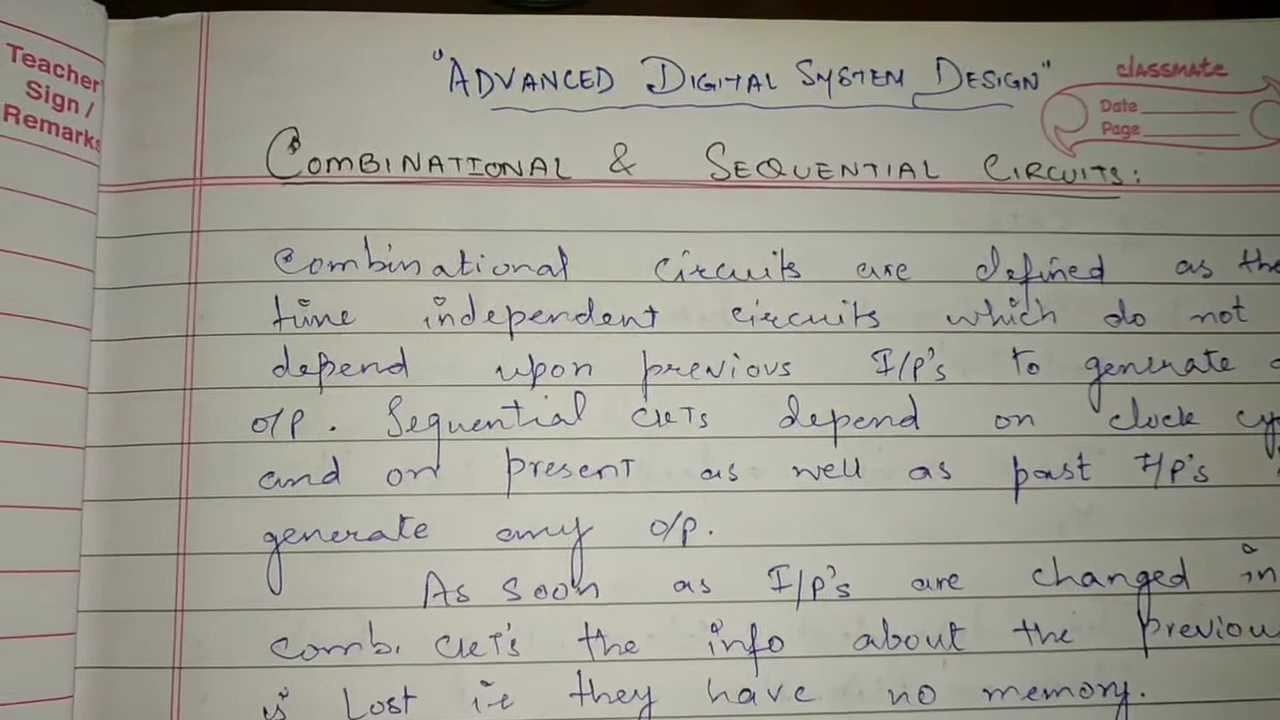 Teacher's
Sign /
Remarks
"ADVANCED DIGITAL SYSTEM DESIGN"
classmate
Date
Page
COMBINATIONAL & SEQUENTIAL CIRCUITS:
Combinational circuits are defined as the
time independent circuits which do not
depend upon previous I/P's to generate
O/P. Sequential CKTs depend on clock cy
and on present as well as past I/P's
generate any O/P.
As soon as I/P's are changed in
comb. CKT's the info about the previou
is Lost i.e they have no memory.